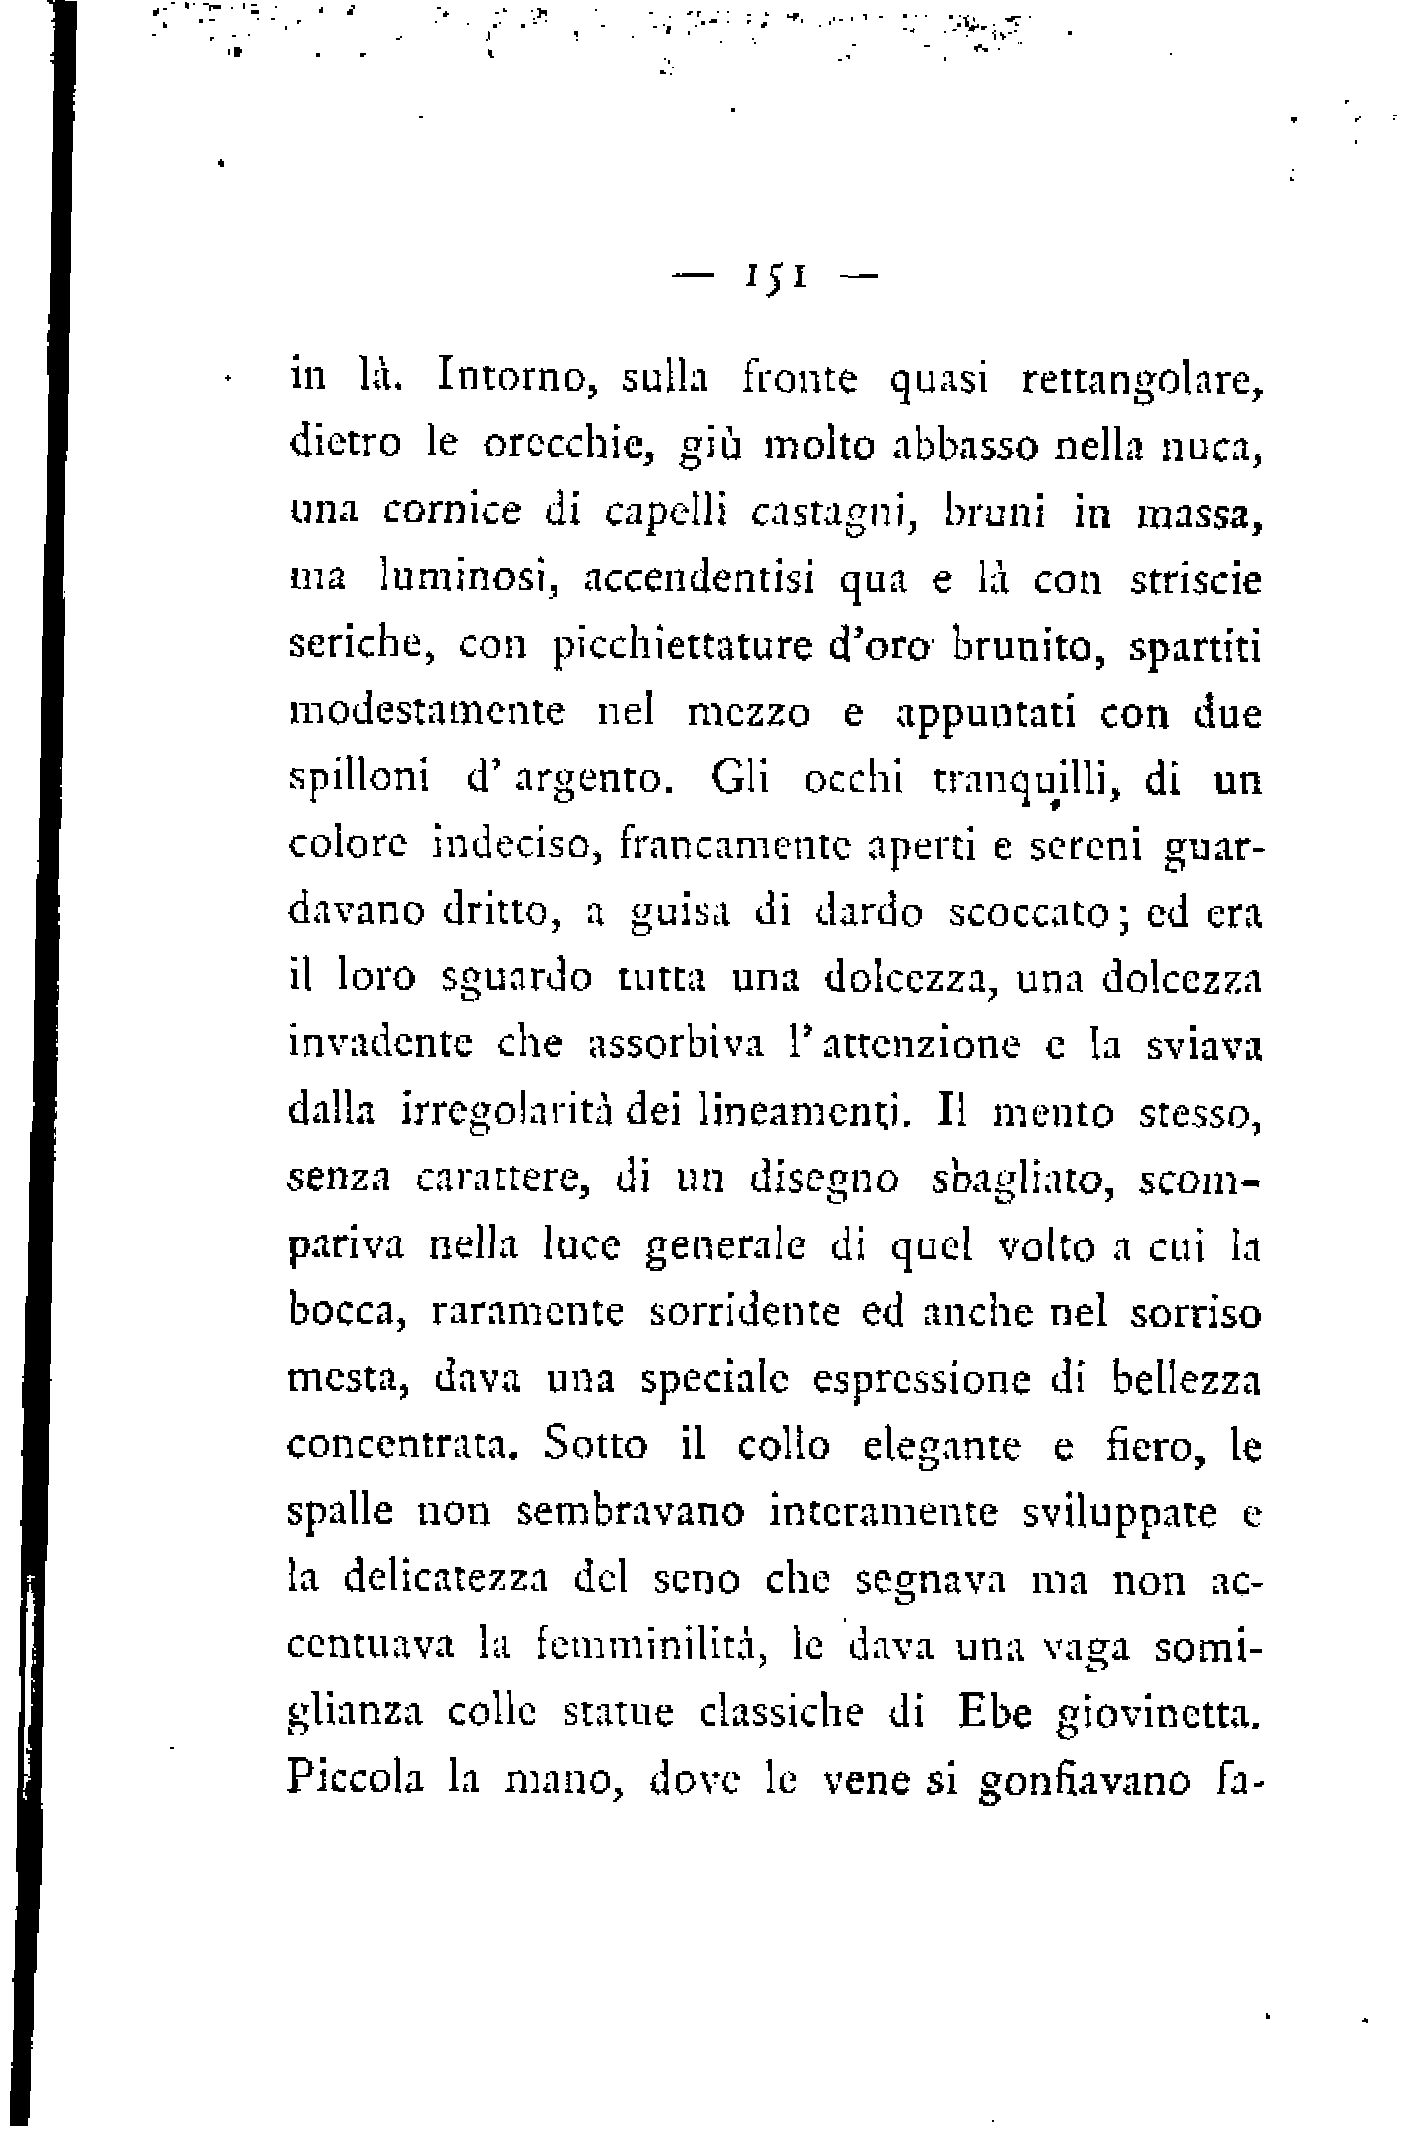 — 151 —
in là. Intorno, sulla fronte quasi rettangolare,
dietro le orecchie, giù molto abbasso nella nuca,
una cornice di capelli castagni, bruni in massa,
ma luminosi, accendentisi qua e là con striscie
seriche, con picchiettature d'oro brunito, spartiti
modestamente nel mezzo e appuntati con due
spilloni d' argento. Gli occhi tranquilli, di un
colore indeciso, francamente aperti e sereni guar-
davano dritto, a guisa di dardo scoccato; ed era
il loro sguardo tutta una dolcezza, una dolcezza
invadente che assorbiva l' attenzione e la sviava
dalla irregolarità dei lineamenti. Il mento stesso,
senza carattere, di un disegno sbagliato, scom-
pariva nella luce generale di quel volto a cui la
bocca, raramente sorridente ed anche nel sorriso
mesta, dava una speciale espressione di bellezza
concentrata. Sotto il collo elegante e fiero, le
spalle non sembravano interamente sviluppate e
la delicatezza del seno che segnava ma non ac-
centuava la femminilità, le dava una vaga somi-
glianza colle statue classiche di Ebe giovinetta.
Piccola la mano, dove le vene si gonfiavano fa-